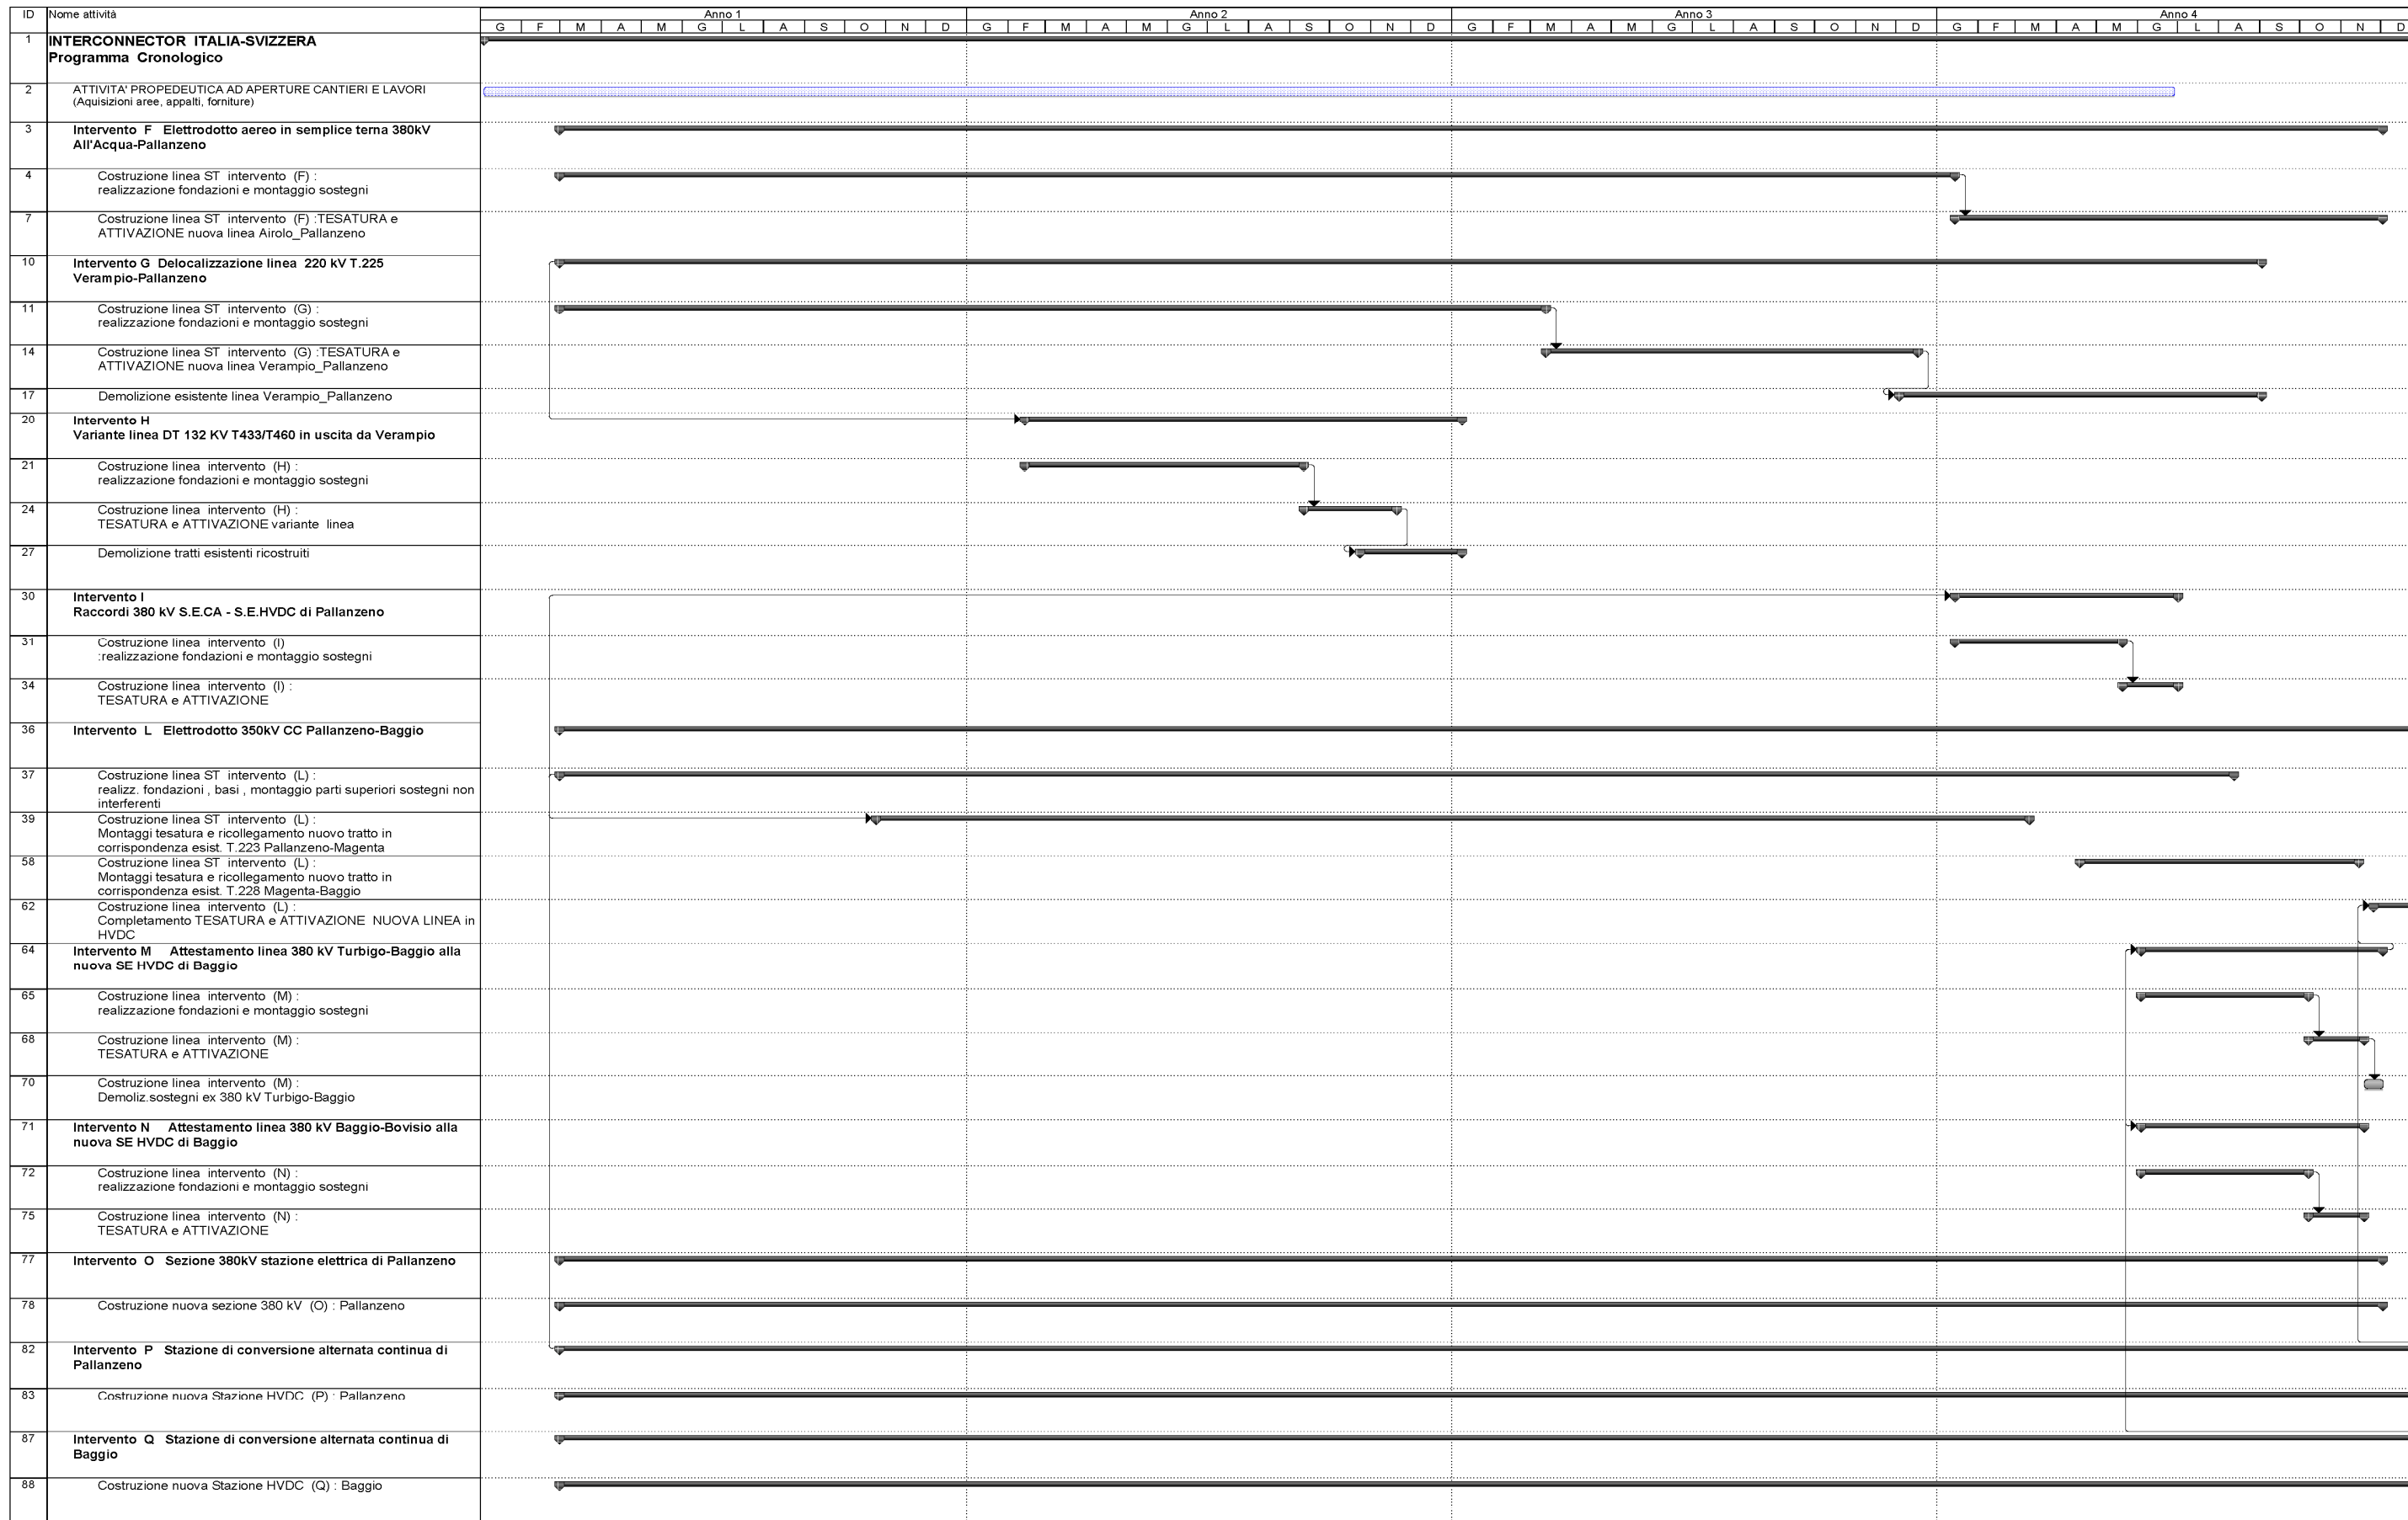 ID Nome attività Anno 1 Anno 2 Anno 3 Anno 4
G F M A M G L A S O N D G F M A M G L A S O N D G F M A M G L A S O N D G F M A M G L A S O N D
1 INTERCONNECTOR ITALIA-SVIZZERA
Programma Cronologico
2 ATTIVITA' PROPEDEUTICA AD APERTURE CANTIERI E LAVORI
(Aquisizioni aree, appalti, forniture)
3 Intervento F Elettrodotto aereo in semplice terna 380kV
All'Acqua-Pallanzeno
4 Costruzione linea ST intervento (F) :
realizzazione fondazioni e montaggio sostegni
7 Costruzione linea ST intervento (F) :TESATURA e
ATTIVAZIONE nuova linea Airolo_Pallanzeno
10 Intervento G Delocalizzazione linea 220 kV T.225
Verampio-Pallanzeno
11 Costruzione linea ST intervento (G) :
realizzazione fondazioni e montaggio sostegni
14 Costruzione linea ST intervento (G) :TESATURA e
ATTIVAZIONE nuova linea Verampio_Pallanzeno
17 Demolizione esistente linea Verampio_Pallanzeno
20 Intervento H
Variante linea DT 132 KV T433/T460 in uscita da Verampio
21 Costruzione linea intervento (H) :
realizzazione fondazioni e montaggio sostegni
24 Costruzione linea intervento (H) :
TESATURA e ATTIVAZIONE variante linea
27 Demolizione tratti esistenti ricostruiti
30 Intervento I
Raccordi 380 kV S.E.CA - S.E.HVDC di Pallanzeno
31 Costruzione linea intervento (I)
:realizzazione fondazioni e montaggio sostegni
34 Costruzione linea intervento (I) :
TESATURA e ATTIVAZIONE
36 Intervento L Elettrodotto 350kV CC Pallanzeno-Baggio
37 Costruzione linea ST intervento (L) :
realizz. fondazioni , basi , montaggio parti superiori sostegni non
interferenti
39 Costruzione linea ST intervento (L) :
Montaggi tesatura e ricollegamento nuovo tratto in
corrispondenza esist. T.223 Pallanzeno-Magenta
58 Costruzione linea ST intervento (L) :
Montaggi tesatura e ricollegamento nuovo tratto in
corrispondenza esist. T.228 Magenta-Baggio
62 Costruzione linea intervento (L) :
Completamento TESATURA e ATTIVAZIONE NUOVA LINEA in
HVDC
64 Intervento M Attestamento linea 380 kV Turbigo-Baggio alla
nuova SE HVDC di Baggio
65 Costruzione linea intervento (M) :
realizzazione fondazioni e montaggio sostegni
68 Costruzione linea intervento (M) :
TESATURA e ATTIVAZIONE
70 Costruzione linea intervento (M) :
Demoliz.sostegni ex 380 kV Turbigo-Baggio
71 Intervento N Attestamento linea 380 kV Baggio-Bovisio alla
nuova SE HVDC di Baggio
72 Costruzione linea intervento (N) :
realizzazione fondazioni e montaggio sostegni
75 Costruzione linea intervento (N) :
TESATURA e ATTIVAZIONE
77 Intervento O Sezione 380kV stazione elettrica di Pallanzeno
78 Costruzione nuova sezione 380 kV (O) : Pallanzeno
82 Intervento P Stazione di conversione alternata continua di
Pallanzeno
83 Costruzione nuova Stazione HVDC (P) : Pallanzeno
87 Intervento Q Stazione di conversione alternata continua di
Baggio
88 Costruzione nuova Stazione HVDC (Q) : Baggio